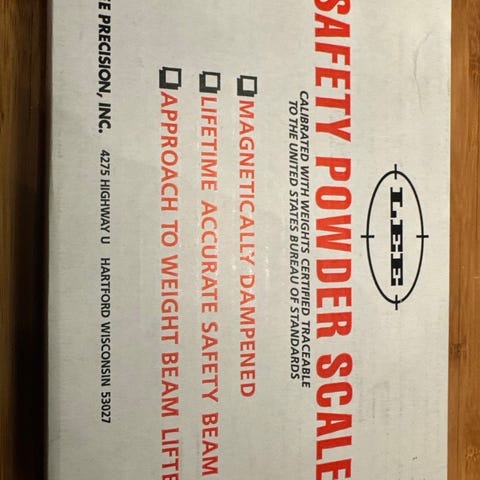 LEE
SAFETY POWDER SCALE
CALIBRATED WITH WEIGHTS CERTIFIED TRACEABLE
TO THE UNITED STATES BUREAU OF STANDARDS
MAGNETICALLY DAMPENED
LIFETIME ACCURATE SAFETY BEAM
APPROACH TO WEIGHT BEAM LIFTE
EE PRECISION, INC. 4275 HIGHWAY U HARTFORD WISCONSIN 53027